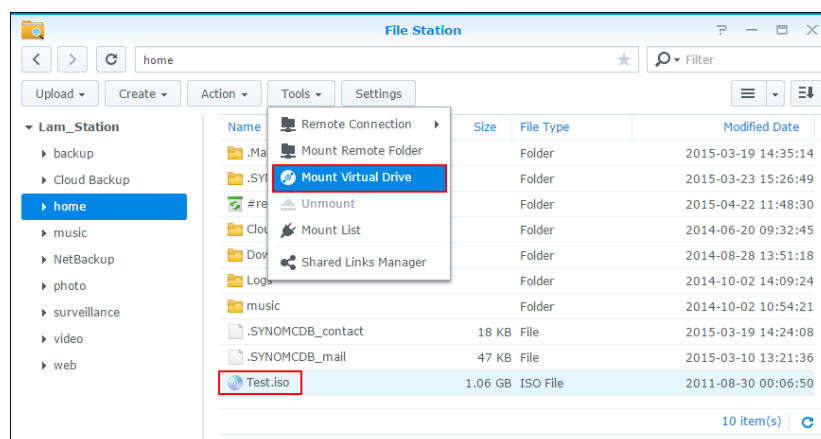 File Station
home
Filter
Upload Create Action Tools Settings
Lam_Station
backup
Cloud Backup
home
music
NetBackup
photo
surveillance
video
web
Remote Connection
Mount Remote Folder
Mount Virtual Drive
Unmount
Mount List
Shared Links Manager
Name Size File Type Modified Date
.Ma Folder 2015-03-19 14:35:14
.SY Folder 2015-03-23 15:26:49
#re Folder 2015-04-22 11:48:30
Clou Folder 2014-06-20 09:32:45
Dow Folder 2014-08-28 13:51:18
Logs Folder 2014-10-02 14:09:24
music Folder 2014-10-02 10:54:21
.SYNOMCDB_contact 18 KB File 2015-03-19 14:24:08
.SYNOMCDB_mail 47 KB File 2015-03-10 13:21:36
Test.iso 1.06 GB ISO File 2011-08-30 00:06:50
10 item(s)